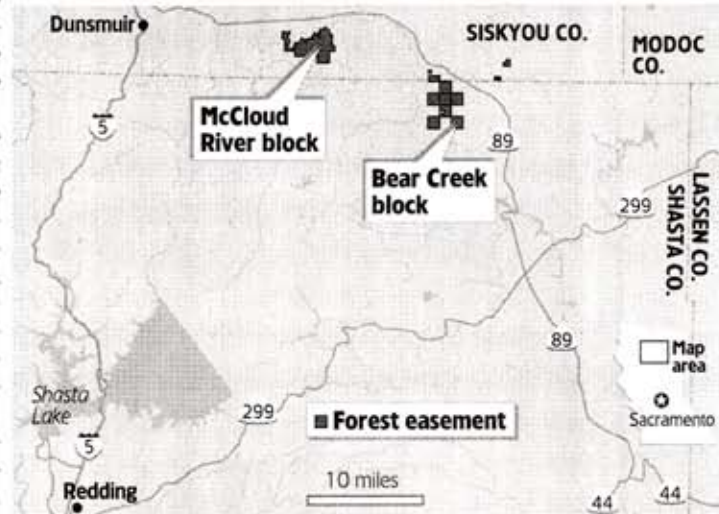 Dunsmuir
SISKYOU CO.
MODOC
CO.
McCloud
River block
5
89
Bear Creek
block
299
LASSEN CO.
SHASTA CO.
89
Map
area
Shasta
Lake
299
Forest easement
Sacramento
5
10 miles
Redding
44
44